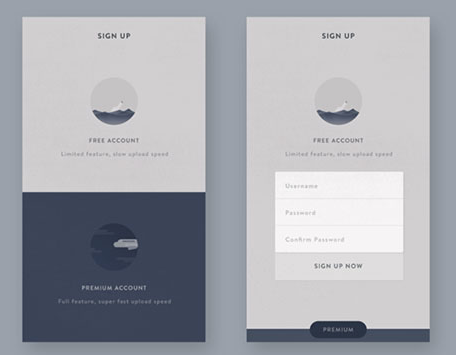 SIGN UP
FREE ACCOUNT
Limited feature, slow upload speed
PREMIUM ACCOUNT
Full feature, super fast upload speed
SIGN UP
FREE ACCOUNT
Limited feature, slow upload speed
Username
Password
Confirm Password
SIGN UP NOW
PREMIUM